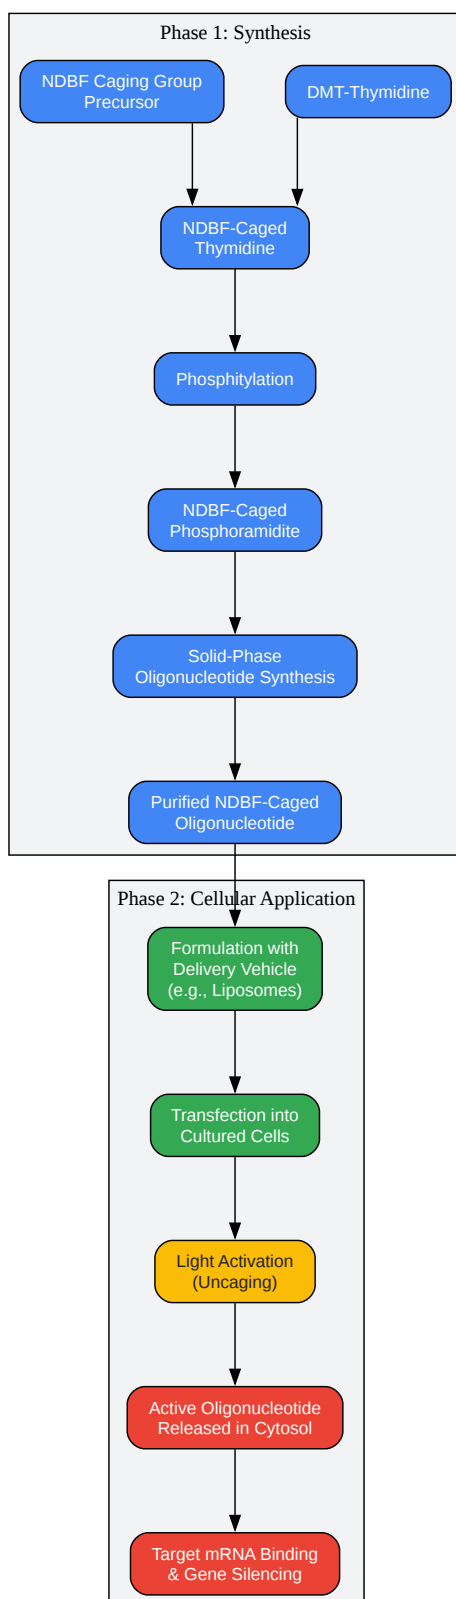 Phase 1: Synthesis
NDBF Caging Group
Precursor
DMT-Thymidine
NDBF-Caged
Thymidine
Phosphitylation
NDBF-Caged
Phosphoramidite
Solid-Phase
Oligonucleotide Synthesis
Purified NDBF-Caged
Oligonucleotide
Phase 2: Cellular Application
Formulation with
Delivery Vehicle
(e.g., Liposomes)
Transfection into
Cultured Cells
Light Activation
(Uncaging)
Active Oligonucleotide
Released in Cytosol
Target mRNA Binding
& Gene Silencing